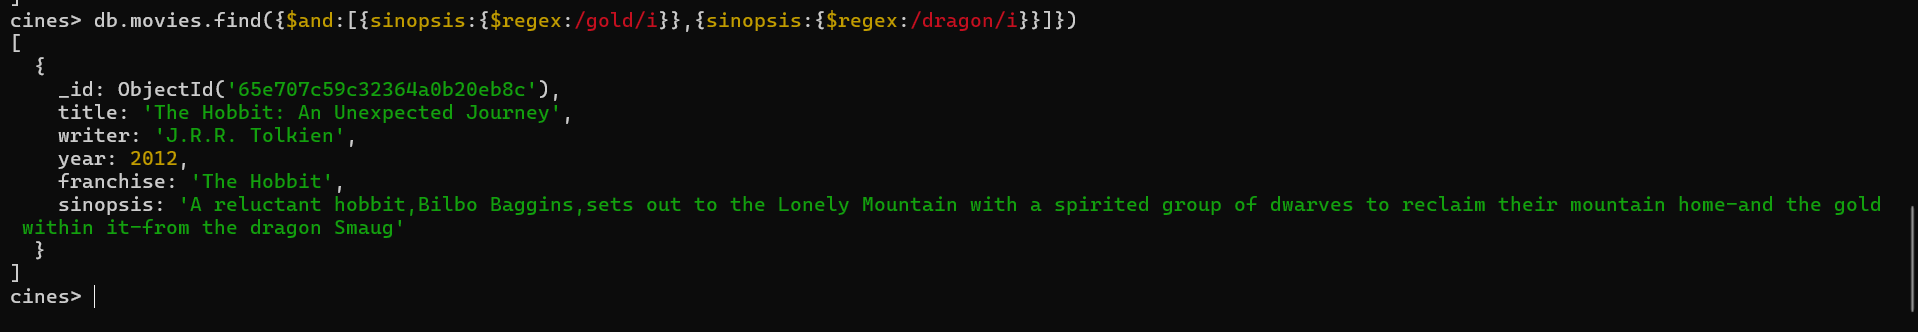 ]
cines> db.movies.find({$and:[{sinopsis:{$regex:/gold/i}},{sinopsis:{$regex:/dragon/i}}]})
[
  {
    _id: ObjectId('65e707c59c32364a0b20eb8c'),
    title: 'The Hobbit: An Unexpected Journey',
    writer: 'J.R.R. Tolkien',
    year: 2012,
    franchise: 'The Hobbit',
    sinopsis: 'A reluctant hobbit,Bilbo Baggins,sets out to the Lonely Mountain with a spirited group of dwarves to reclaim their mountain home-and the gold
 within it-from the dragon Smaug'
  }
]
cines>